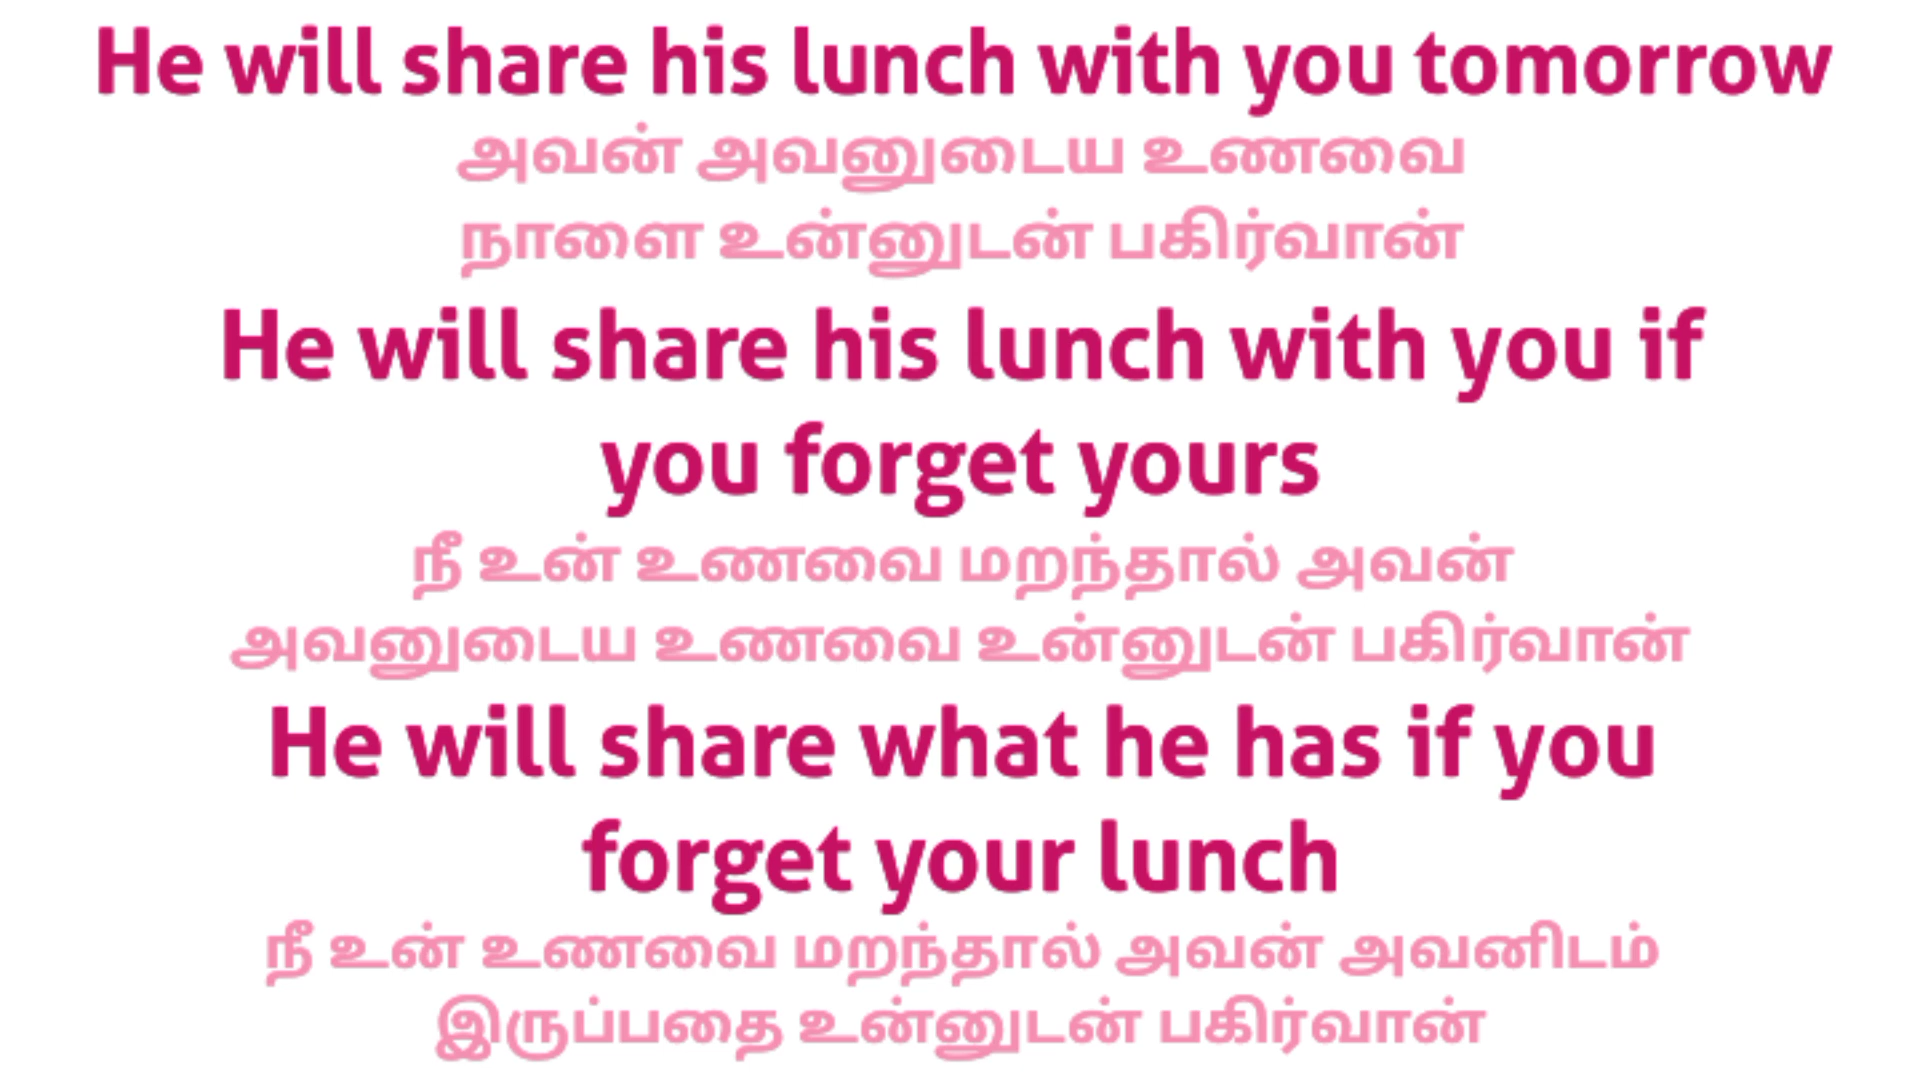 He will share his lunch with you tomorrow
அவன் அவனுடைய உணவை
நாளை உன்னுடன் பகிர்வான்
He will share his lunch with you if
you forget yours
நீ உன் உணவை மறந்தால் அவன்
அவனுடைய உணவை உன்னுடன் பகிர்வான்
He will share what he has if you
forget your lunch
நீ உன் உணவை மறந்தால் அவன் அவனிடம்
இருப்பதை உன்னுடன் பகிர்வான்